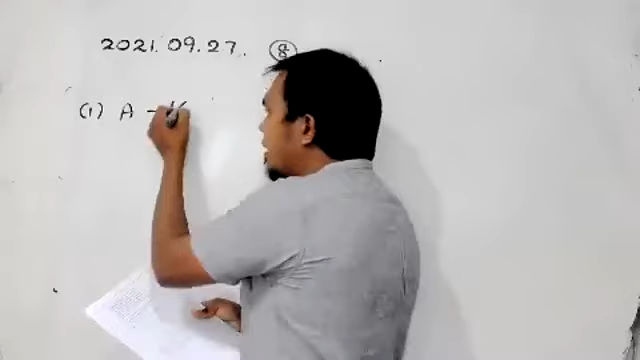 2021.09.27. ⑧
(1) A –